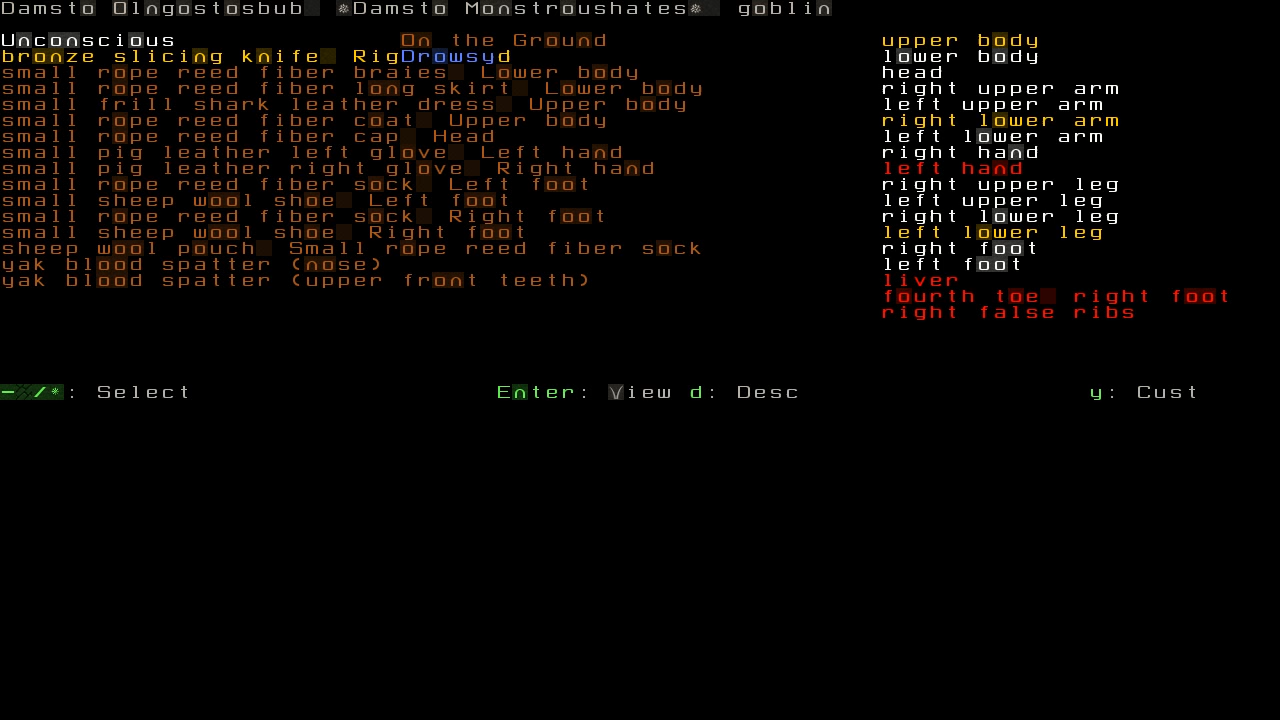 Damsto Olngostosbub "Damsto Monstroushates" goblin
Unconscious On the Ground
bronze slicing knife, Rig Drowsy d
small rope reed fiber braies, Lower body
small rope reed fiber long skirt, Lower body
small frill shark leather dress, Upper body
small rope reed fiber coat, Upper body
small rope reed fiber cap, Head
small pig leather left glove, Left hand
small pig leather right glove, Right hand
small rope reed fiber sock, Left foot
small sheep wool shoe, Left foot
small rope reed fiber sock, Right foot
small sheep wool shoe, Right foot
sheep wool pouch, Small rope reed fiber sock
yak blood spatter (nose)
yak blood spatter (upper front teeth)
upper body
lower body
head
right upper arm
left upper arm
right lower arm
left lower arm
right hand
left hand
right upper leg
left upper leg
right lower leg
left lower leg
right foot
left foot
liver
fourth toe, right foot
right false ribs
-+/*: Select Enter: View d: Desc y: Cust